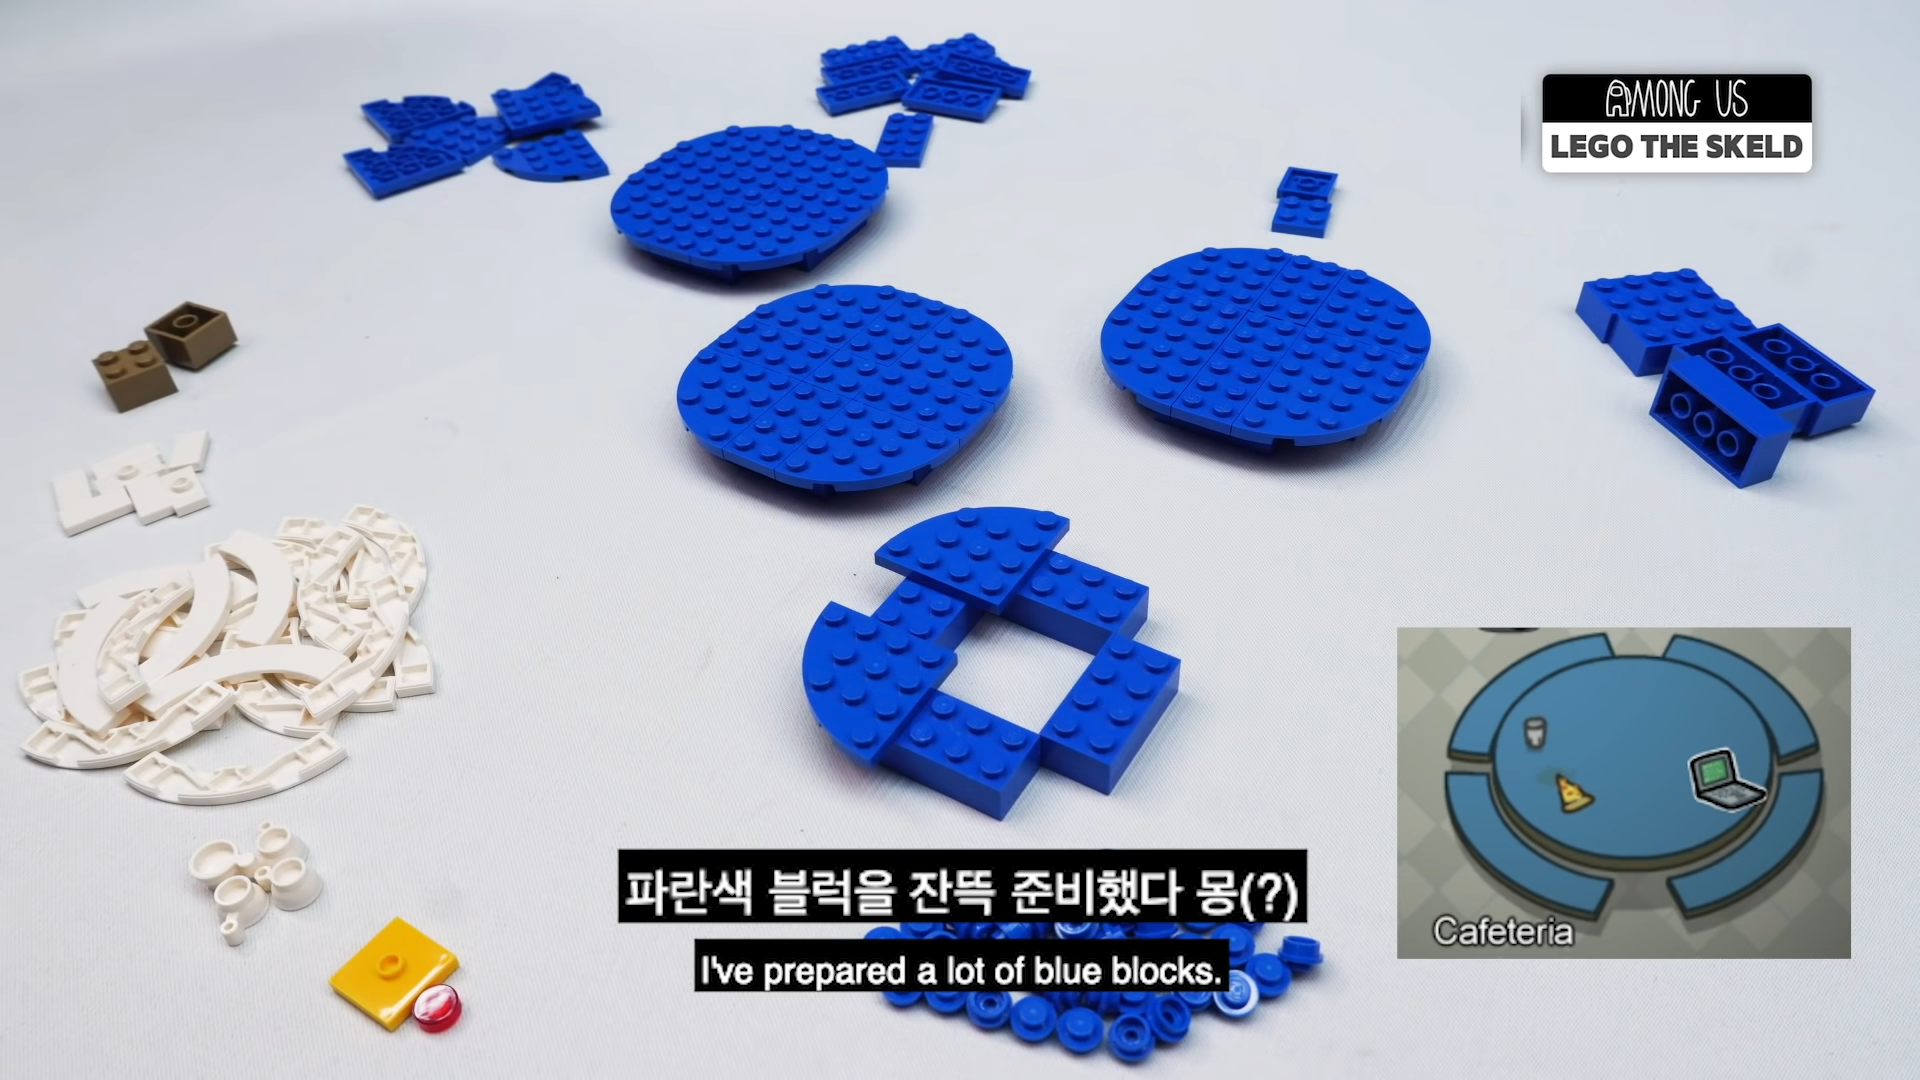 AMONG US
LEGO THE SKELD
파란색 블럭을 잔뜩 준비했다 몽(?)
I've prepared a lot of blue blocks.
Cafeteria